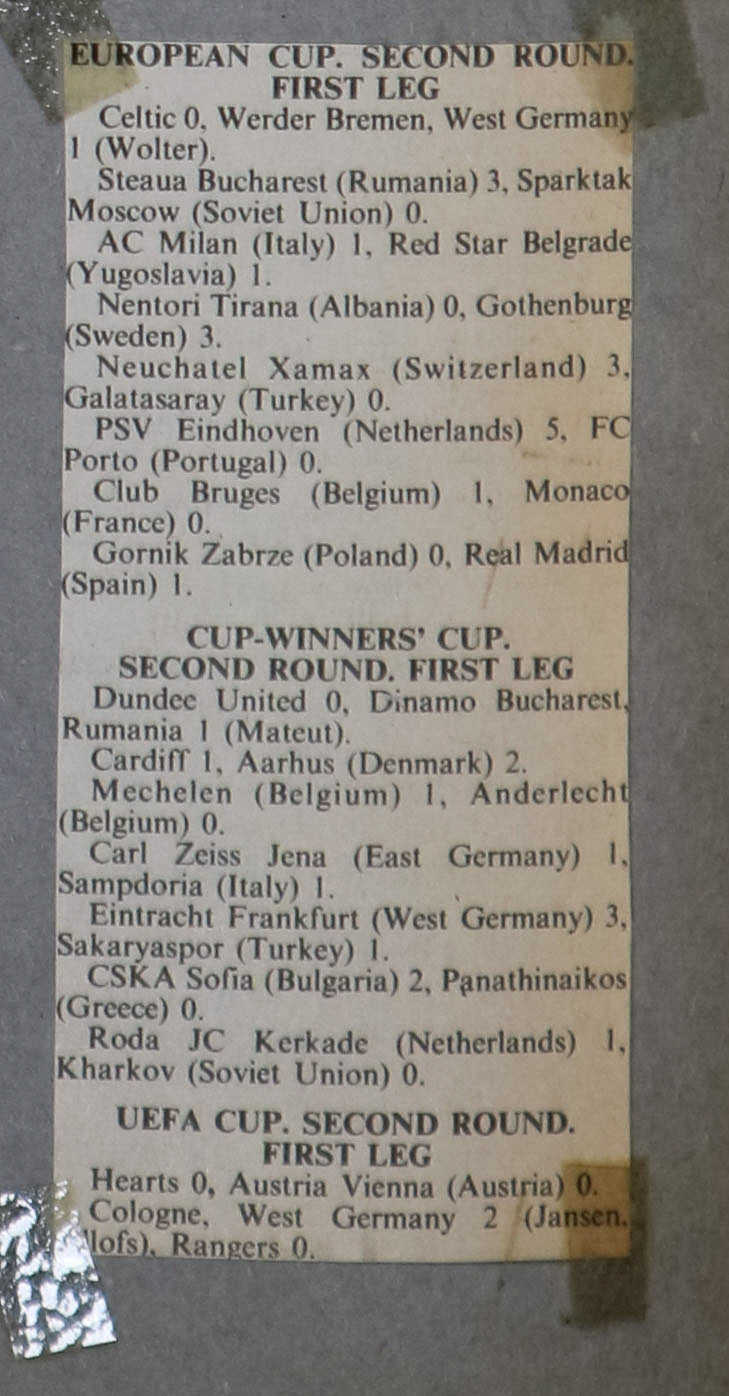 EUROPEAN CUP. SECOND ROUND.
FIRST LEG
Celtic 0, Werder Bremen, West Germany
1 (Wolter).
Steaua Bucharest (Rumania) 3, Sparktak
Moscow (Soviet Union) 0.
AC Milan (Italy) 1, Red Star Belgrade
(Yugoslavia) 1.
Nentori Tirana (Albania) 0, Gothenburg
(Sweden) 3.
Neuchatel Xamax (Switzerland) 3,
Galatasaray (Turkey) 0.
PSV Eindhoven (Netherlands) 5, FC
Porto (Portugal) 0.
Club Bruges (Belgium) 1, Monaco
(France) 0.
Gornik Zabrze (Poland) 0, Real Madrid
(Spain) 1.
CUP-WINNERS' CUP.
SECOND ROUND. FIRST LEG
Dundee United 0, Dinamo Bucharest,
Rumania 1 (Mateut).
Cardiff 1, Aarhus (Denmark) 2.
Mechelen (Belgium) 1, Anderlecht
(Belgium) 0.
Carl Zeiss Jena (East Germany) 1,
Sampdoria (Italy) 1.
Eintracht Frankfurt (West Germany) 3,
Sakaryaspor (Turkey) 1.
CSKA Sofia (Bulgaria) 2, Panathinaikos
(Greece) 0.
Roda JC Kerkade (Netherlands) 1,
Kharkov (Soviet Union) 0.
UEFA CUP. SECOND ROUND.
FIRST LEG
Hearts 0, Austria Vienna (Austria) 0.
Cologne, West Germany 2 (Jansen,
llofs), Rangers 0.